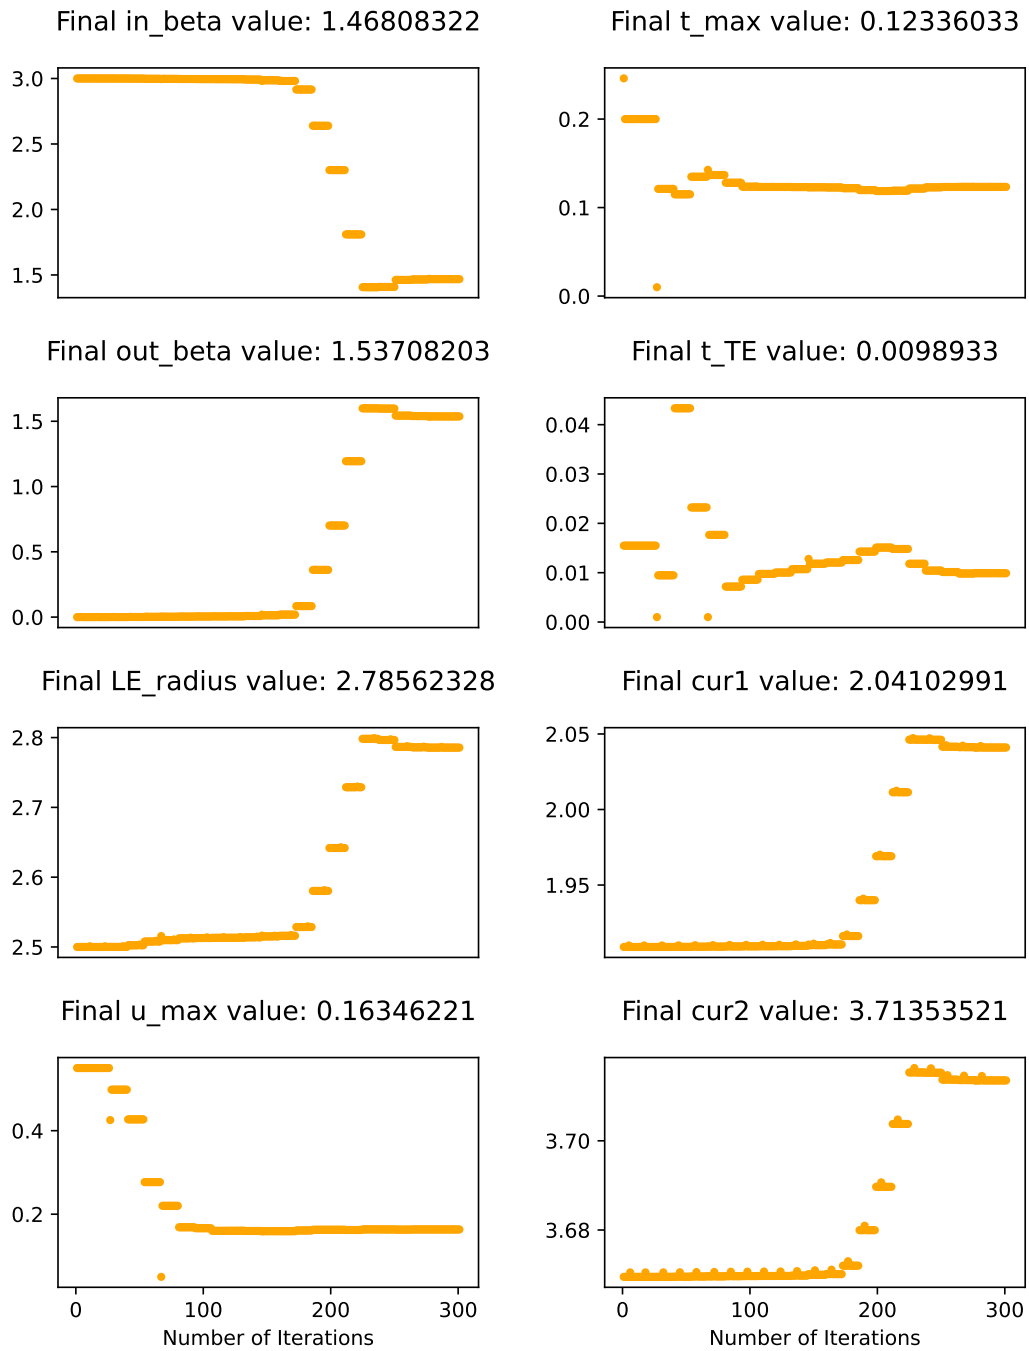 Final in_beta value: 1.46808322
3.0
2.5
2.0
1.5
Final t_max value: 0.12336033
0.2
0.1
0.0
Final out_beta value: 1.53708203
1.5
1.0
0.5
0.0
Final t_TE value: 0.0098933
0.04
0.03
0.02
0.01
0.00
Final LE_radius value: 2.78562328
2.8
2.7
2.6
2.5
Final cur1 value: 2.04102991
2.05
2.00
1.95
Final u_max value: 0.16346221
0.4
0.2
0 100 200 300
Number of Iterations
Final cur2 value: 3.71353521
3.70
3.68
0 100 200 300
Number of Iterations